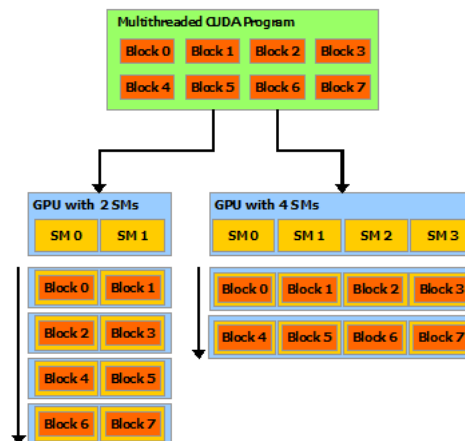 Multithreaded CUDA Program
Block 0 Block 1 Block 2 Block 3
Block 4 Block 5 Block 6 Block 7
GPU with 2 SMs
SM 0 SM 1
Block 0 Block 1
Block 2 Block 3
Block 4 Block 5
Block 6 Block 7
GPU with 4 SMs
SM 0 SM 1 SM 2 SM 3
Block 0 Block 1 Block 2 Block 3
Block 4 Block 5 Block 6 Block 7